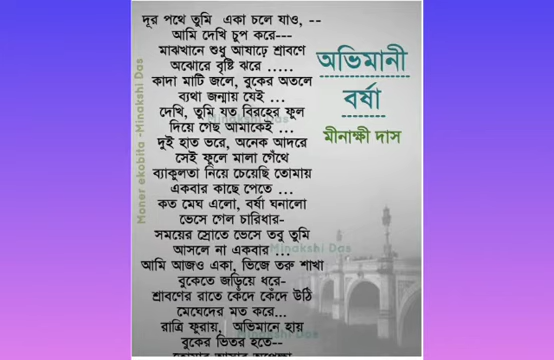 দূর পথে তুমি একা চলে যাও, --
আমি দেখি চুপ করে---
মাঝখানে শুধু আষাঢ়ে শ্রাবণে
অঝোরে বৃষ্টি ঝরে .....
কাদা মাটি জলে, বুকের অতলে
ব্যথা জন্মায় যেই ...
দেখি, তুমি যত বিরহের ফুল
দিয়ে গেছ আমাকেই ...
দুই হাত ভরে, অনেক আদরে
সেই ফুলে মালা গেঁথে
ব্যাকুলতা নিয়ে চেয়েছি তোমায়
একবার কাছে পেতে ...
কত মেঘ এলো, বর্ষা ঘনালো
ভেসে গেল চারিধার-
সময়ের স্রোতে ভেসে তবু তুমি
আসলে না একবার ...
আমি আজও একা, ভিজে তরু শাখা
বুকেতে জড়িয়ে ধরে-
শ্রাবণের রাতে কেঁদে কেঁদে উঠি
মেঘেদের মত করে...
রাত্রি ফুরায়, অভিমানে হায়
বুকের ভিতর হতে--
তোমার আমার অপেক্ষা
অভিমানী
বর্ষা
মীনাক্ষী দাস
Moner ekobita -Minakshi Das
Minakshi Das